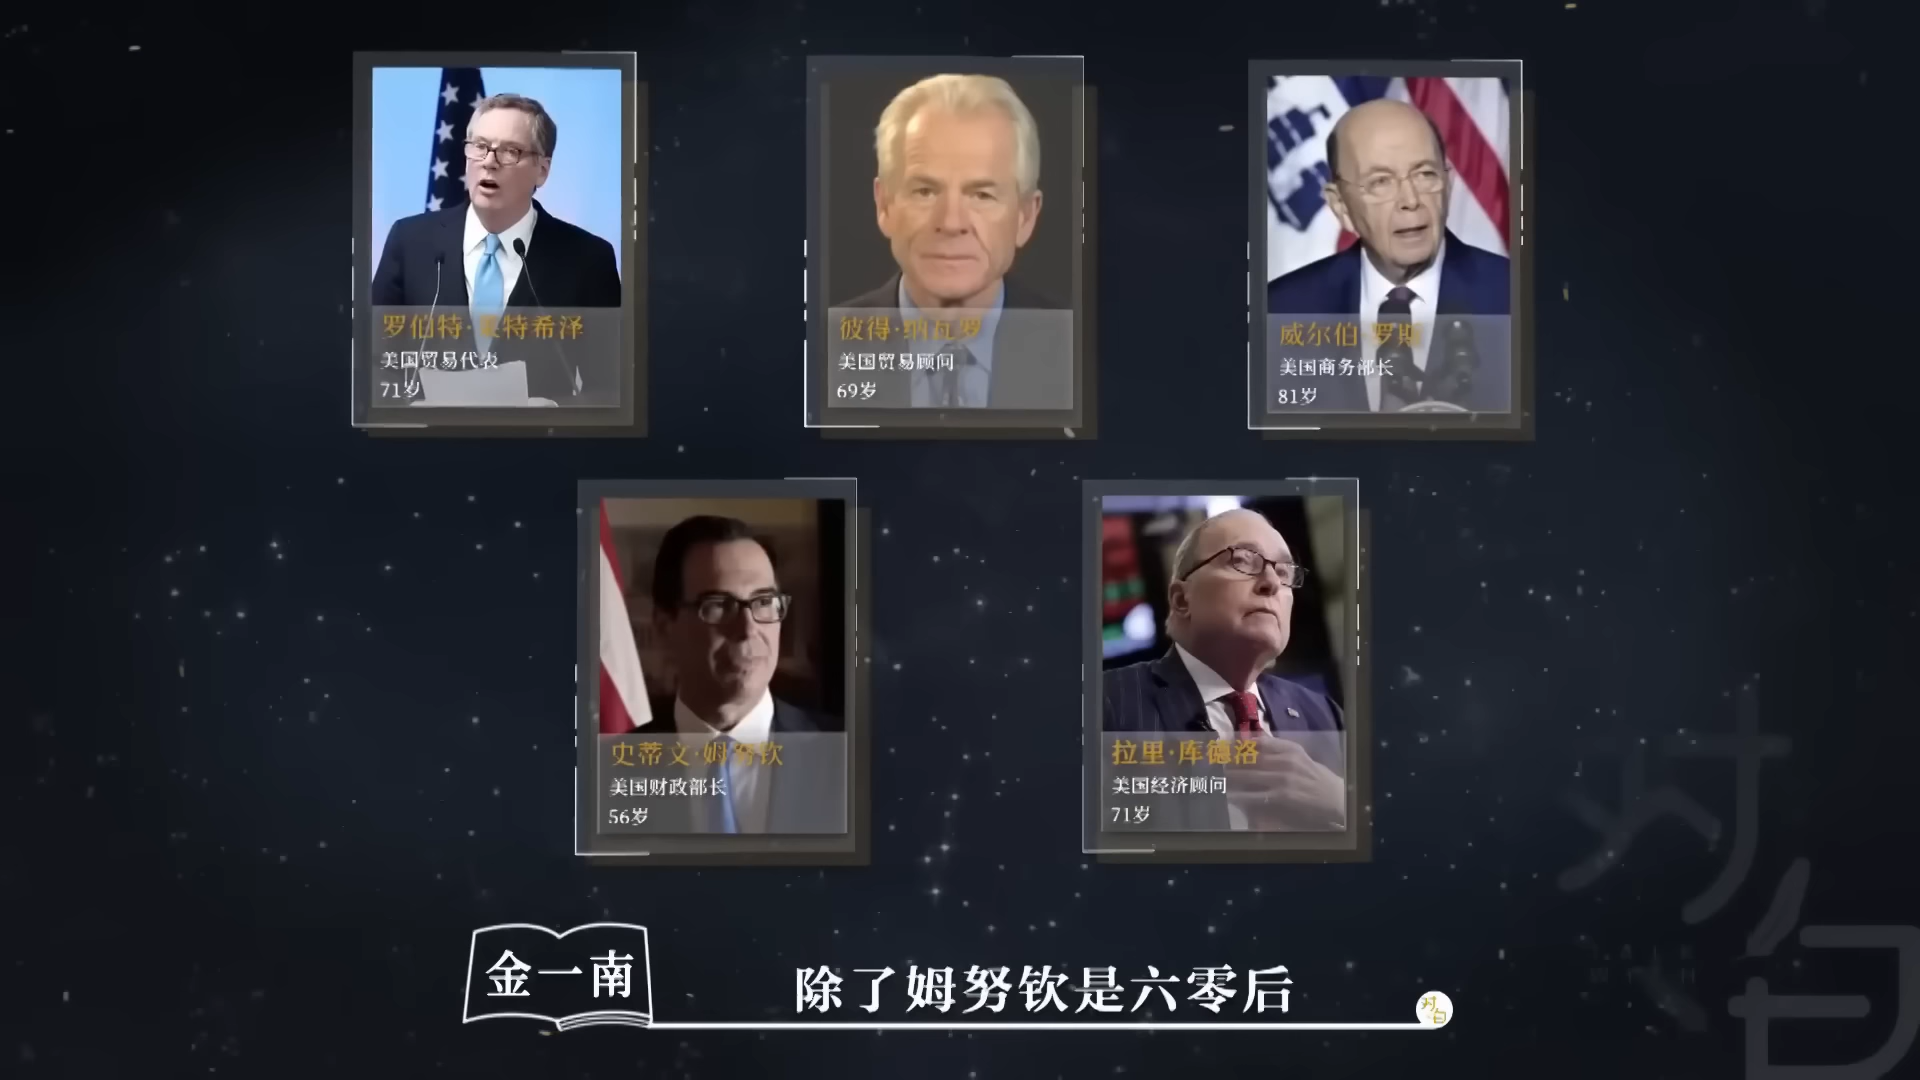 罗伯特·莱特希泽
美国贸易代表
71岁
彼得·纳瓦罗
美国贸易顾问
69岁
威尔伯·罗斯
美国商务部长
81岁
史蒂文·姆努钦
美国财政部长
56岁
拉里·库德洛
美国经济顾问
71岁
金一南
除了姆努钦是六零后
对白
对白